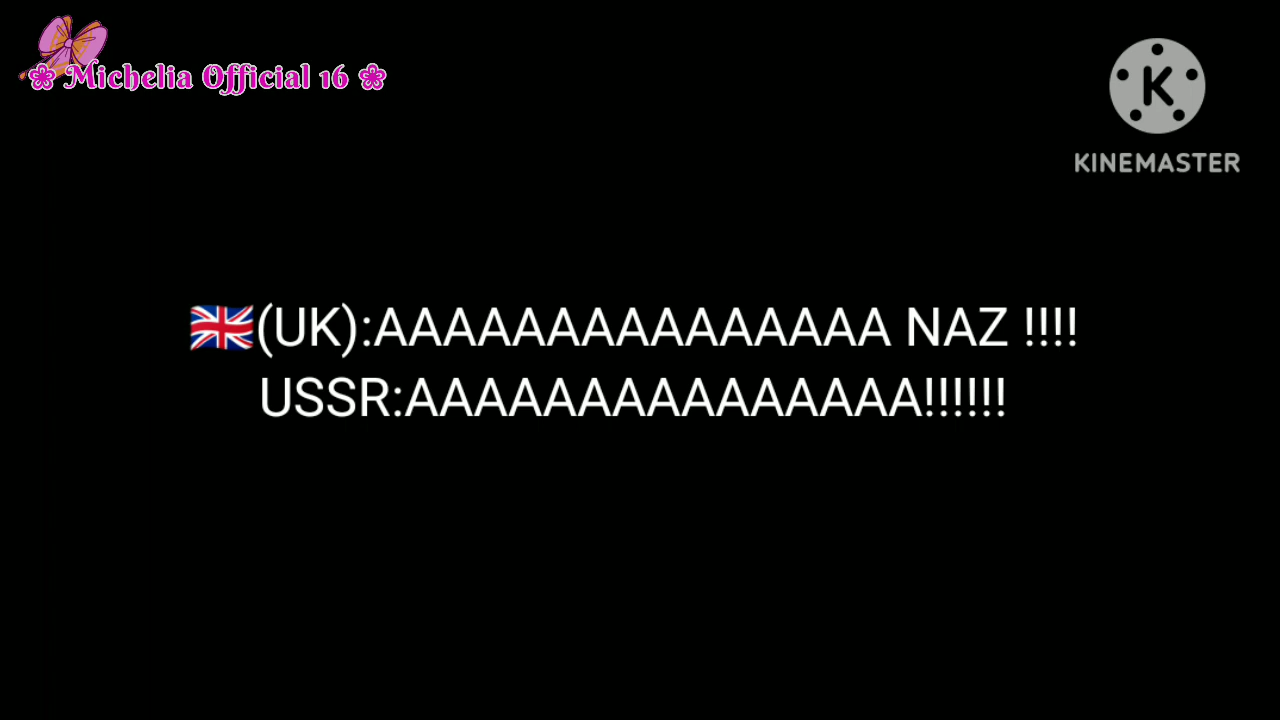 ❀ Michelia Official 16 ❀
K
KINEMASTER
🇬🇧(UK):AAAAAAAAAAAAAAA NAZ !!!!
USSR:AAAAAAAAAAAAAAA!!!!!!